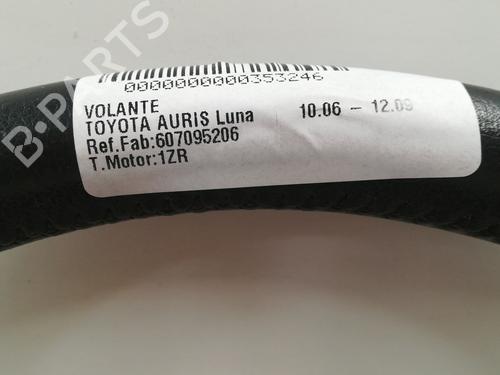 B-PARTS
0000000000353246
VOLANTE
TOYOTA AURIS Luna 10.06 – 12.09
Ref.Fab:607095206
T.Motor:1ZR